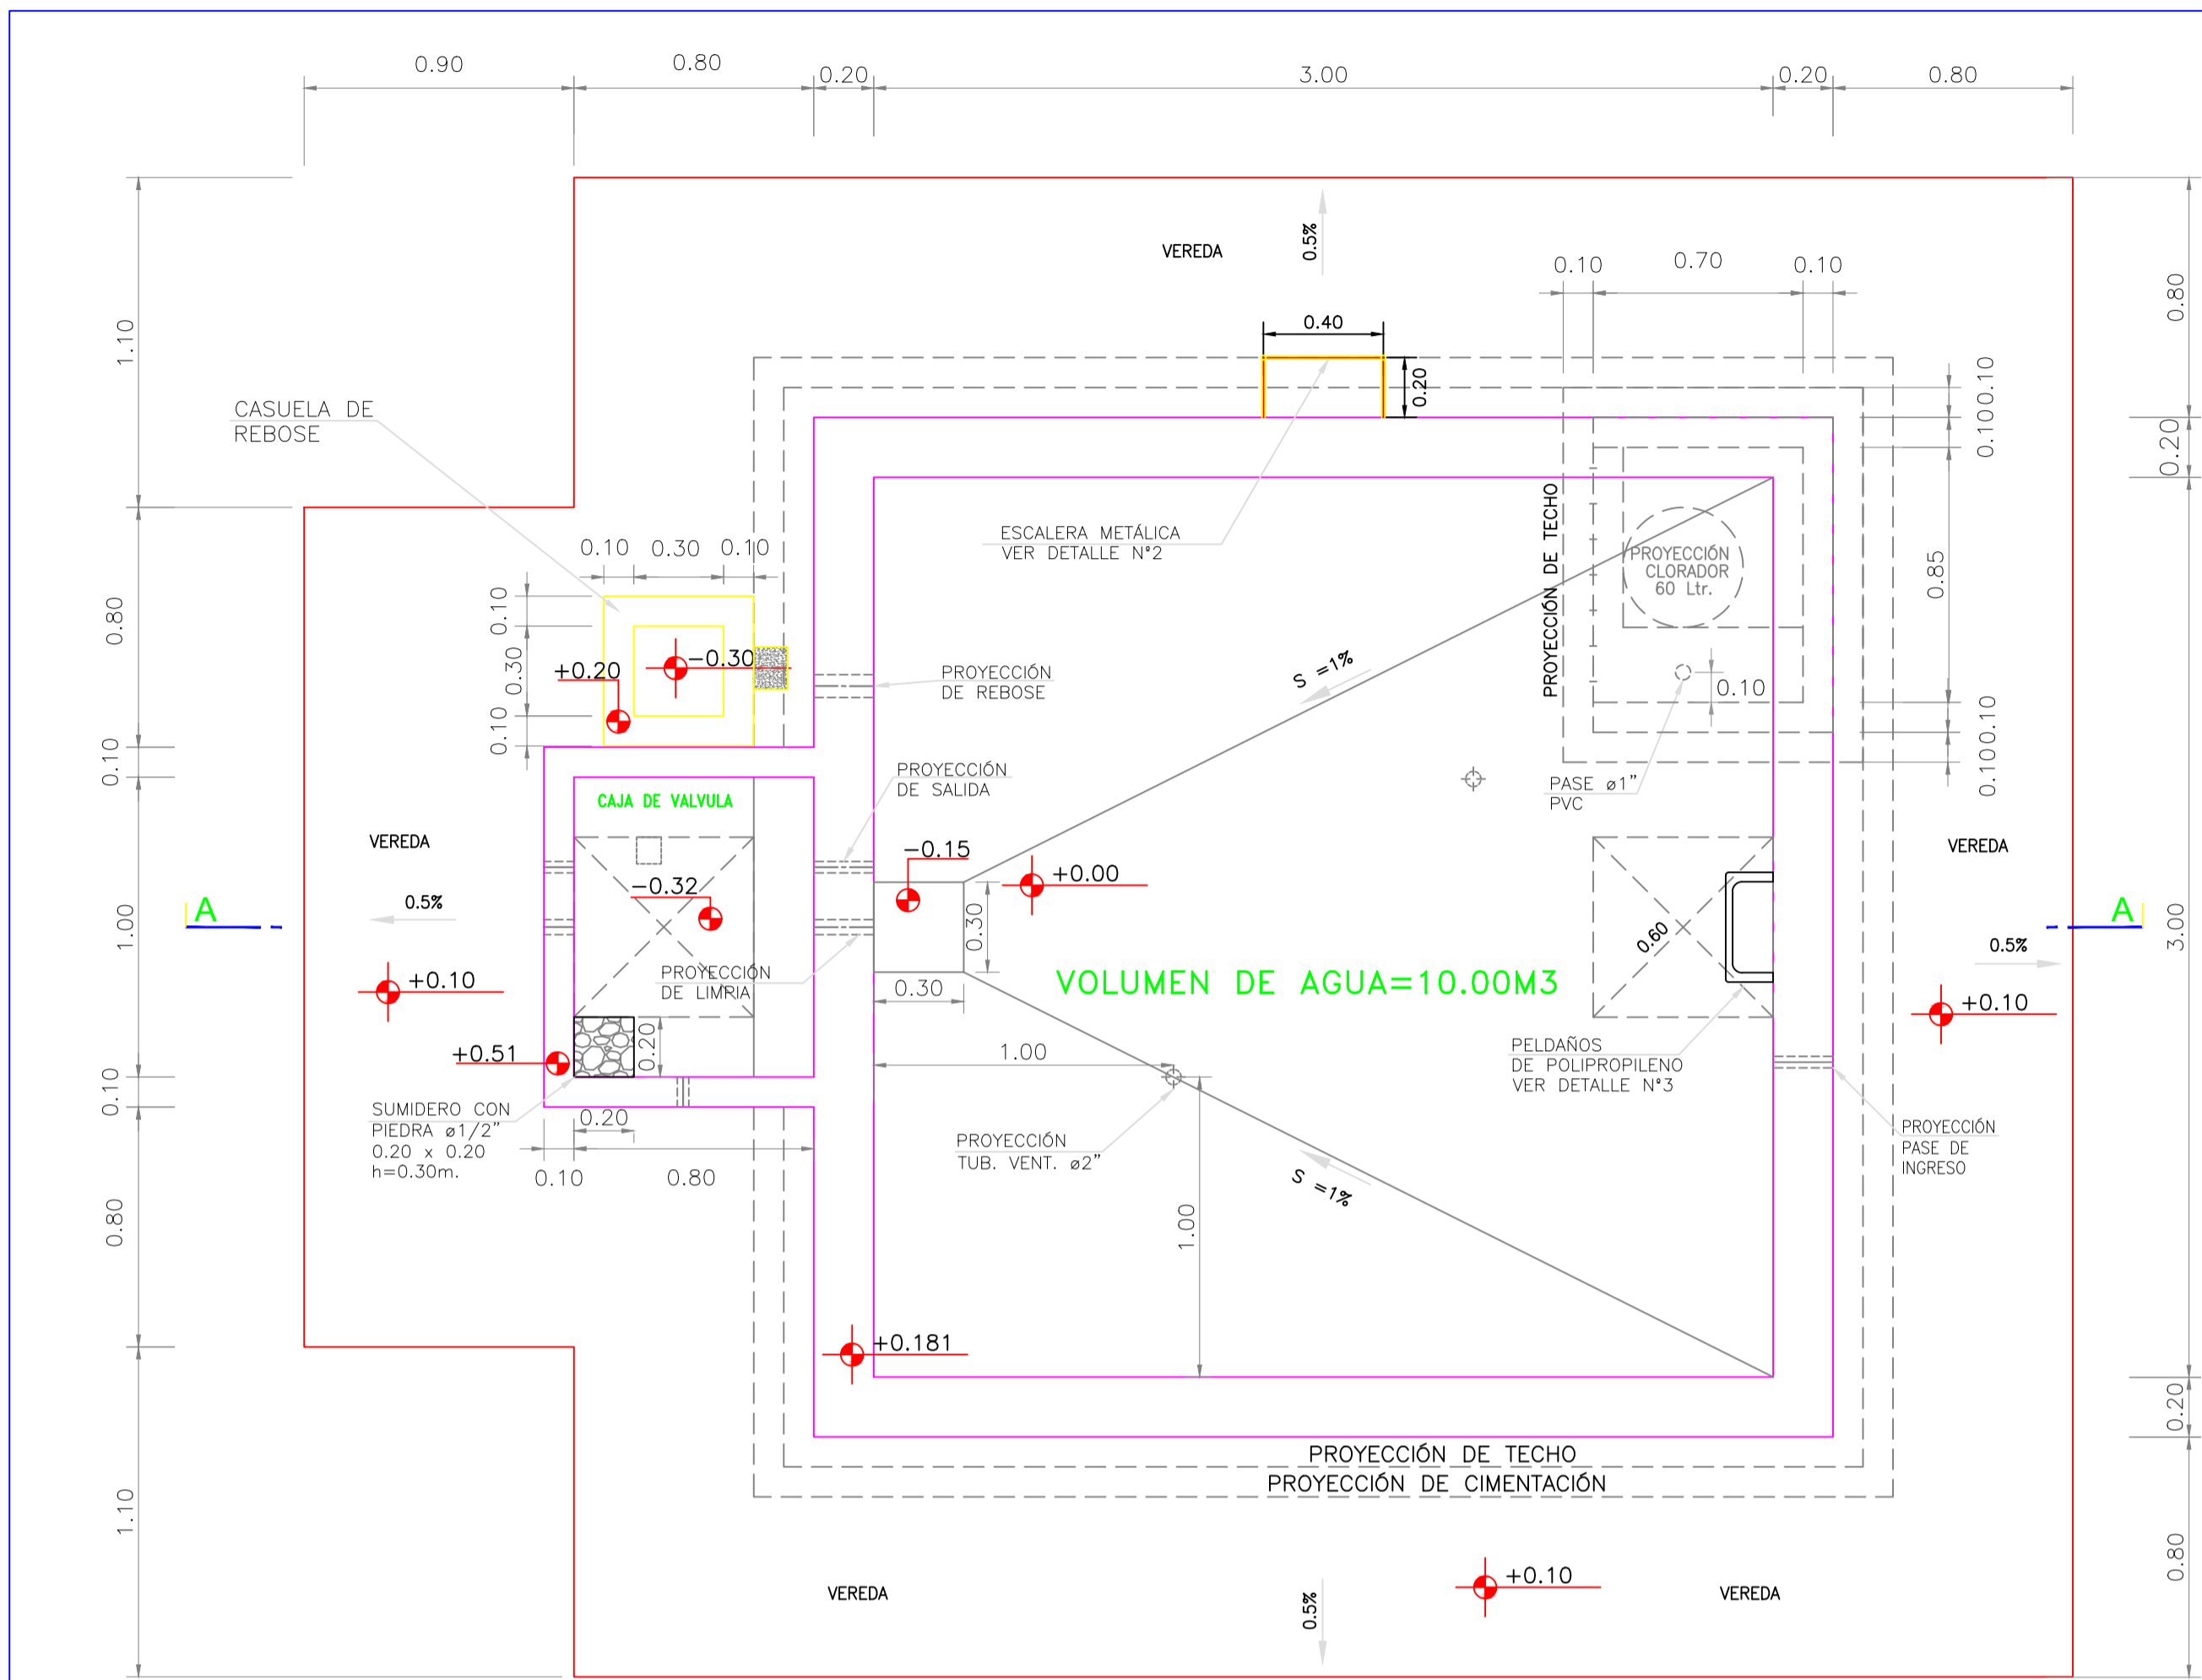 0.90
0.80
0.20
3.00
0.20
0.80
VEREDA
0.5%
0.10
0.70
0.10
0.80
1.10
0.40
0.20
0.10
0.10
0.20
CASUELA DE
REBOSE
ESCALERA METÁLICA
VER DETALLE N°2
PROYECCIÓN DE TECHO
PROYECCIÓN
CLORADOR
60 Ltr.
0.85
0.10
0.30
0.10
0.10
0.30
0.10
0.80
+0.20
-0.30
PROYECCIÓN
DE REBOSE
S =1%
0.10
0.10
0.10
0.10
PROYECCIÓN
DE SALIDA
PASE ø1"
PVC
CAJA DE VALVULA
VEREDA
VEREDA
-0.15
+0.00
-0.32
0.5%
A
A
0.30
0.60
1.00
3.00
0.5%
PROYECCIÓN
DE LIMRIA
0.30
VOLUMEN DE AGUA=10.00M3
+0.10
+0.10
+0.51
0.20
1.00
PELDAÑOS
DE POLIPROPILENO
VER DETALLE N°3
0.10
SUMIDERO CON
PIEDRA ø1/2"
0.20 x 0.20
h=0.30m.
0.20
0.10
0.80
PROYECCIÓN
TUB. VENT. ø2"
PROYECCIÓN
PASE DE
INGRESO
S =1%
0.80
1.00
+0.181
0.20
PROYECCIÓN DE TECHO
PROYECCIÓN DE CIMENTACIÓN
1.10
0.80
+0.10
VEREDA
0.5%
VEREDA